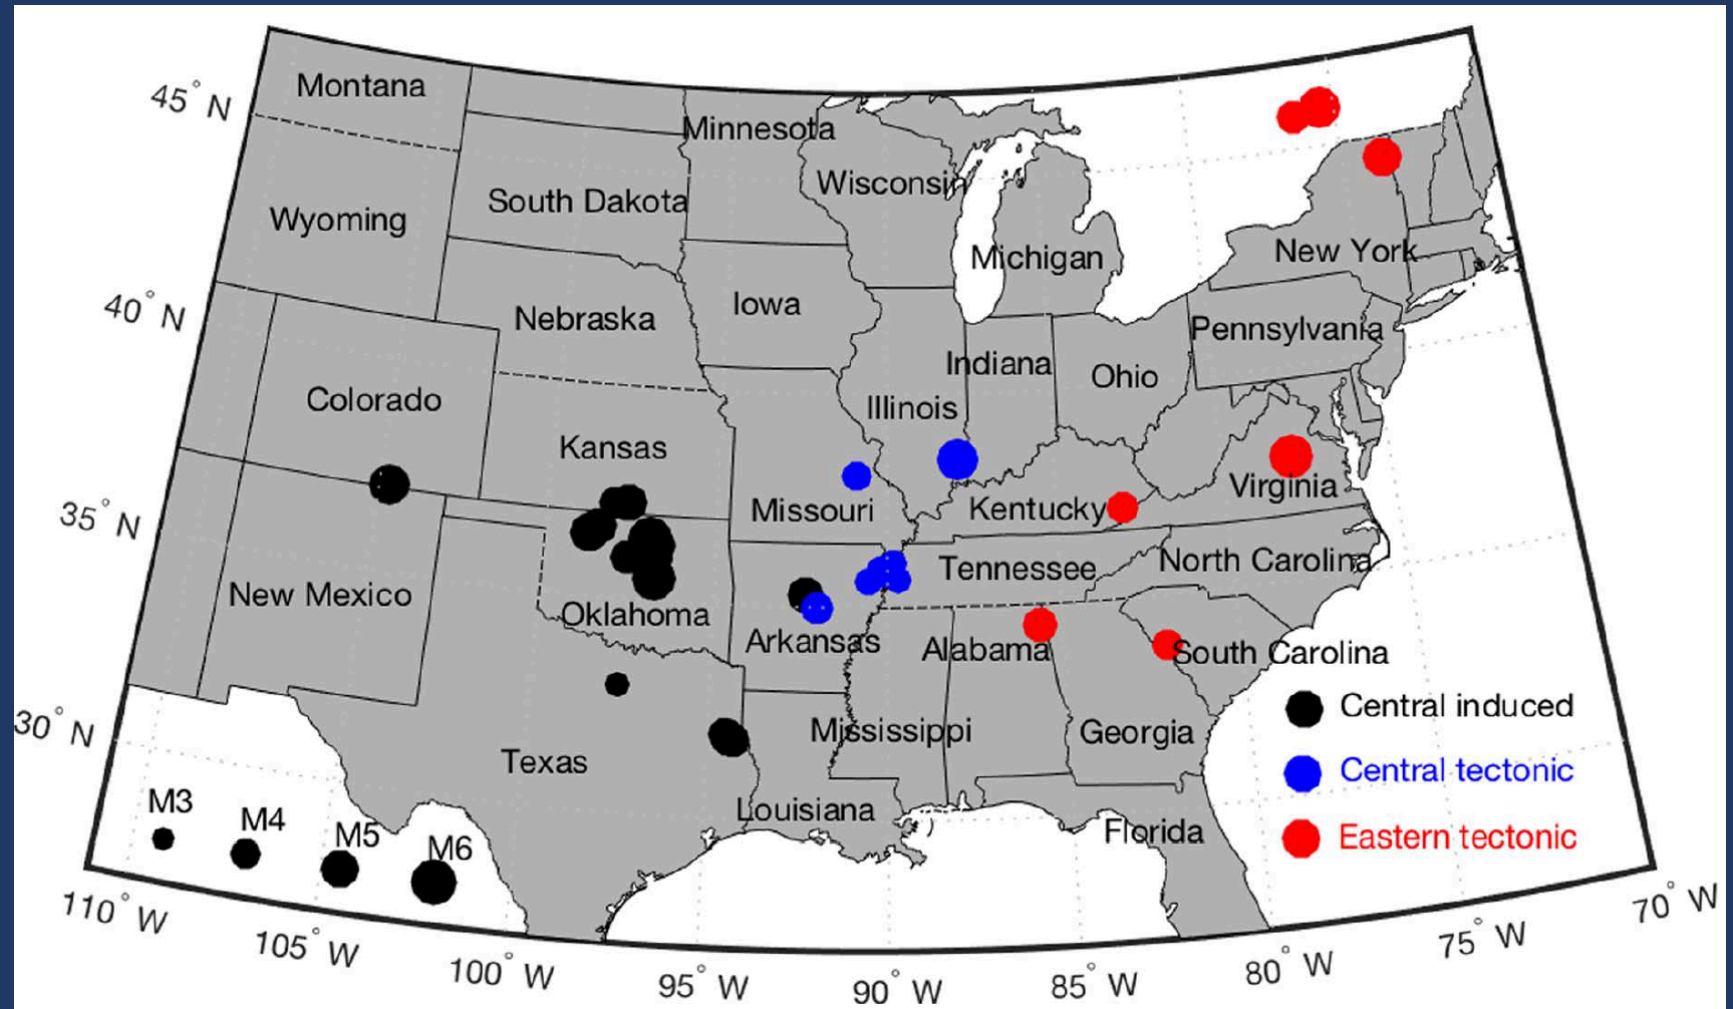 45° N
Montana
Minnesota
Wisconsin
South Dakota
Wyoming
Michigan
New York
40° N
Nebraska
Iowa
Pennsylvania
Indiana
Ohio
Colorado
Illinois
Kansas
Virginia
35° N
Missouri
Kentucky
Tennessee
North Carolina
New Mexico
Oklahoma
Arkansas
Alabama
South Carolina
30° N
Central induced
Mississippi
Georgia
Texas
Central tectonic
M3
M4
M5
M6
Louisiana
Florida
Eastern tectonic
110° W
105° W
100° W
95° W
90° W
85° W
80° W
75° W
70° W